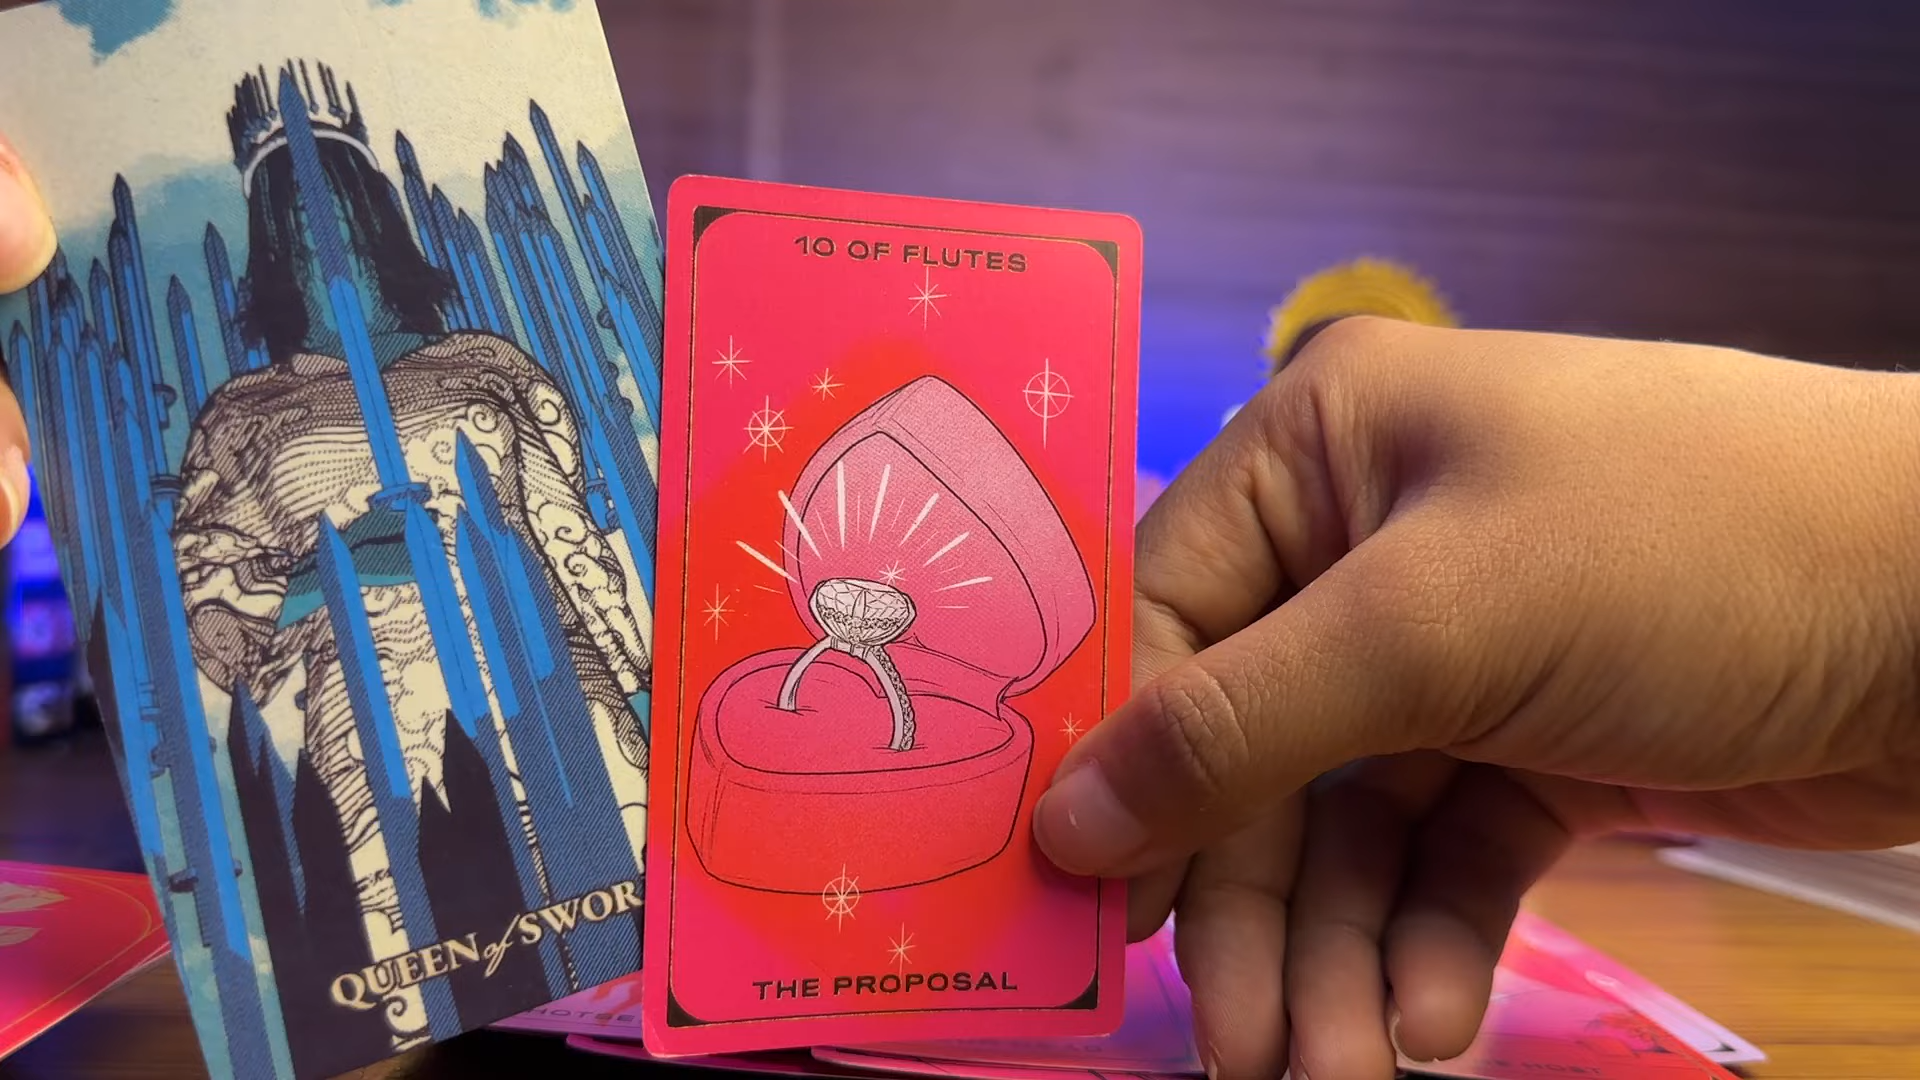 10 OF FLUTES
THE PROPOSAL
QUEEN of SWOR